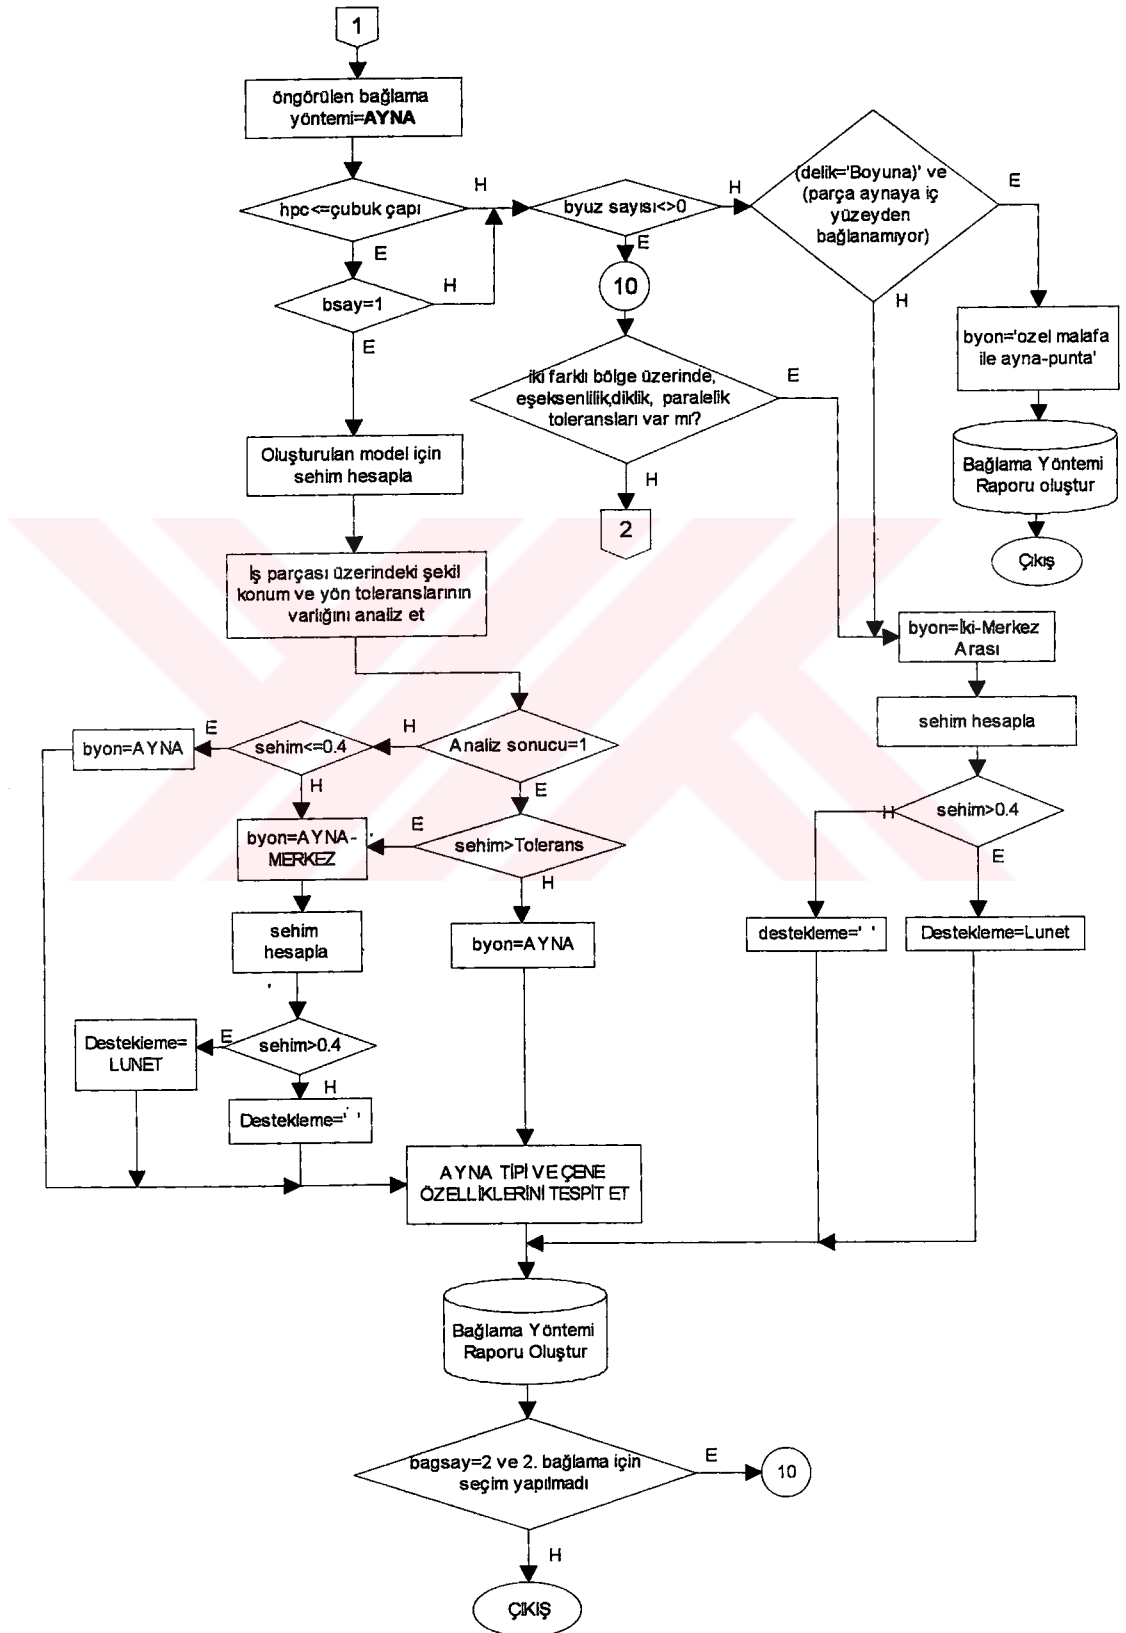 1
öngörülen bağlama
yöntemi=AYNA
hpc<=çubuk çapı
H
E
bsay=1
H
E
byuz sayısı<>0
H
E
10
(delik='Boyuna)' ve
(parça aynaya iç
yüzeyden
bağlanamıyor)
E
H
byon='ozel malafa
ile ayna-punta'
Bağlama Yöntemi
Raporu oluştur
Çıkış
iki farklı bölge üzerinde,
eşeksenlilik,diklik, paralelik
toleransları var mı?
E
H
2
Oluşturulan model için
sehim hesapla
İş parçası üzerindeki şekil
konum ve yön toleranslarının
varlığını analiz et
byon=İki-Merkez
Arası
sehim hesapla
sehim>0.4
H
E
destekleme=' '
Destekleme=Lunet
Analiz sonucu=1
H
E
sehim<=0.4
E
H
byon=AYNA
byon=AYNA-
MERKEZ
sehim>Tolerans
E
H
byon=AYNA
sehim
hesapla
sehim>0.4
E
H
Destekleme=
LUNET
Destekleme=' '
AYNA TİPİ VE ÇENE
ÖZELLİKLERİNİ TESPİT ET
Bağlama Yöntemi
Raporu Oluştur
bagsay=2 ve 2. bağlama için
seçim yapılmadı
E
10
H
ÇIKIŞ